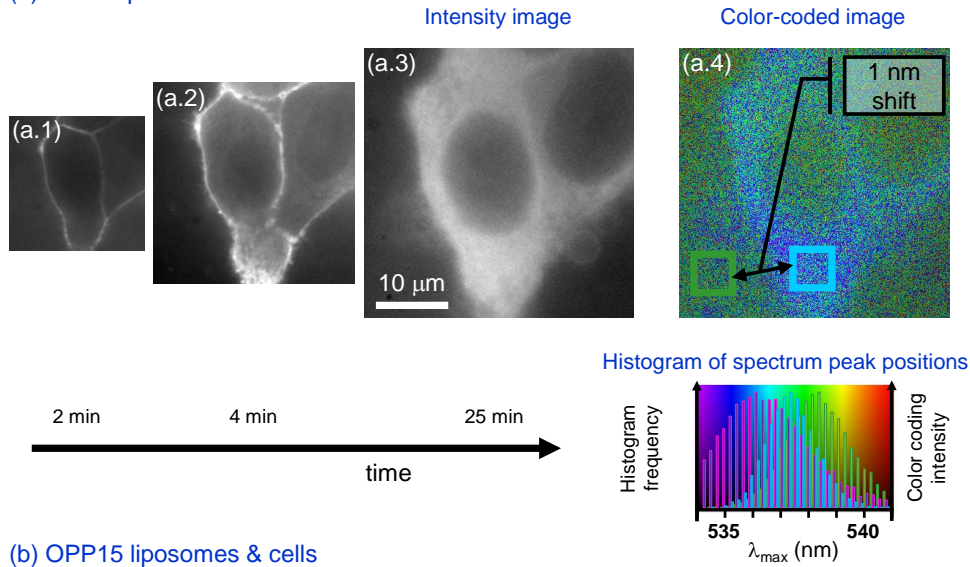 Intensity image
Color-coded image
(a.1)
(a.2)
(a.3)
(a.4)
1 nm
shift
10 μm
Histogram of spectrum peak positions
2 min
4 min
25 min
time
Histogram
frequency
Color coding
intensity
535
540
λmax (nm)
(b) OPP15 liposomes & cells